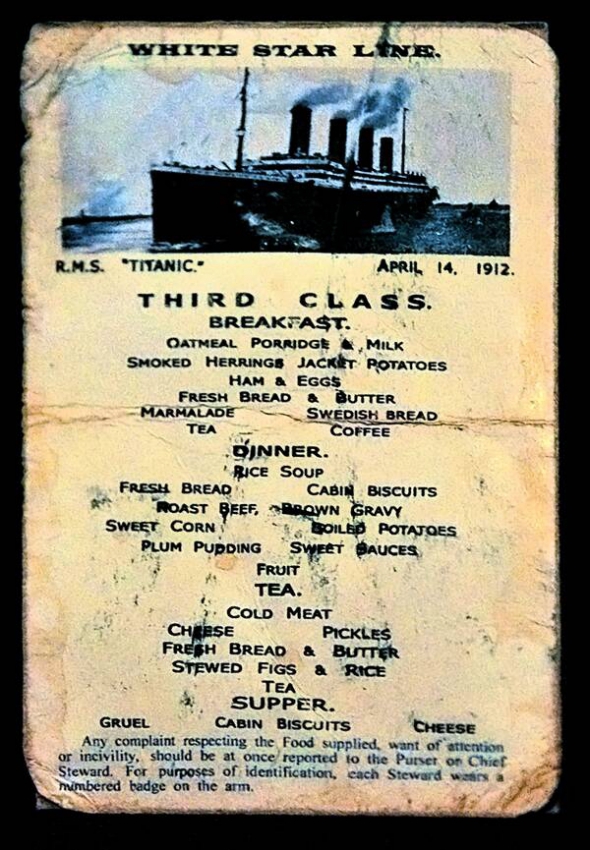 WHITE STAR LINE.
R.M.S. "TITANIC." APRIL 14, 1912.
THIRD CLASS.
BREAKFAST.
OATMEAL PORRIDGE & MILK
SMOKED HERRINGS JACKET POTATOES
HAM & EGGS
FRESH BREAD & BUTTER
MARMALADE SWEDISH BREAD
TEA COFFEE
DINNER.
RICE SOUP
FRESH BREAD CABIN BISCUITS
ROAST BEEF, BROWN GRAVY
SWEET CORN BOILED POTATOES
PLUM PUDDING SWEET SAUCES
FRUIT
TEA.
COLD MEAT
CHEESE PICKLES
FRESH BREAD & BUTTER
STEWED FIGS & RICE
TEA
SUPPER.
GRUEL CABIN BISCUITS CHEESE
Any complaint respecting the Food supplied, want of attention
or incivility, should be at once reported to the Purser or Chief
Steward. For purposes of identification, each Steward wears a
numbered badge on the arm.